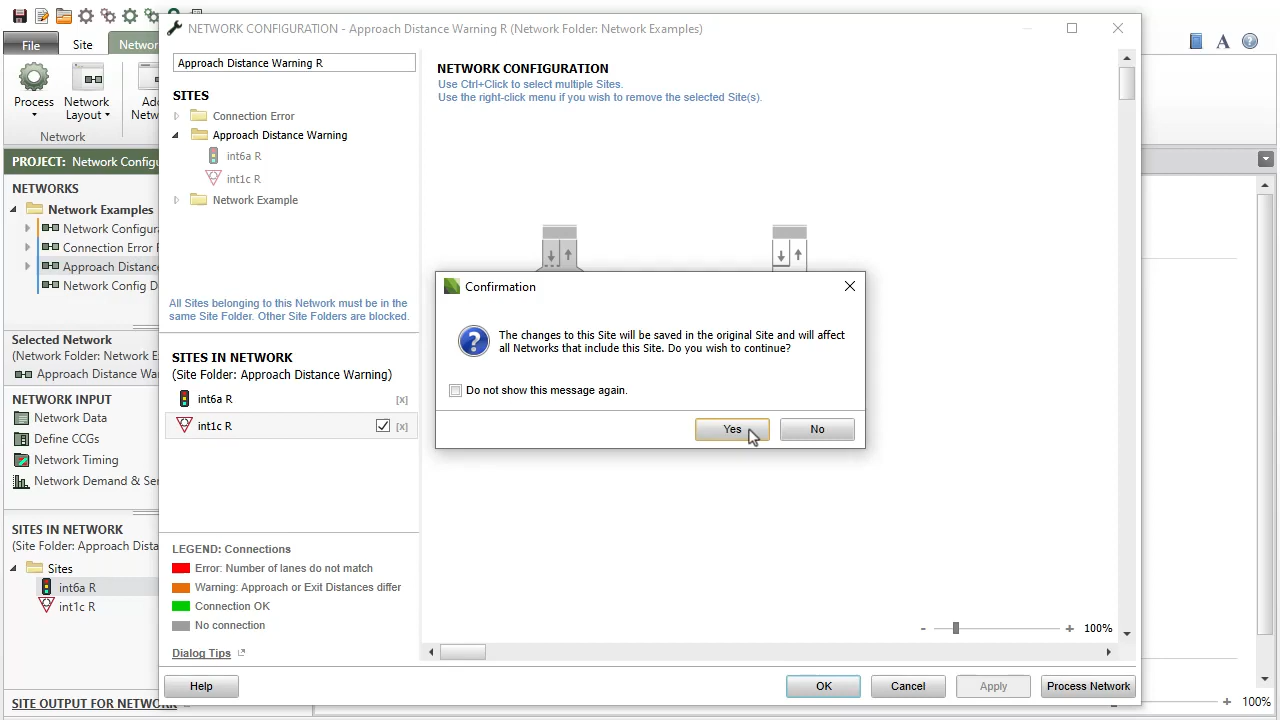 NETWORK CONFIGURATION - Approach Distance Warning R (Network Folder: Network Examples)
File
Site
Networ
Process
Network
Layout
Add
Netw
Network
PROJECT: Network Configu
NETWORKS
Network Examples
Network Configura
Connection Error R
Approach Distanc
Network Config D
Selected Network
(Network Folder: Network E
Approach Distance Wa
NETWORK INPUT
Network Data
Define CCGs
Network Timing
Network Demand & Se
SITES IN NETWORK
(Site Folder: Approach Dista
Sites
int6a R
int1c R
SITE OUTPUT FOR NETWORK
Approach Distance Warning R
SITES
Connection Error
Approach Distance Warning
int6a R
int1c R
Network Example
All Sites belonging to this Network must be in the
same Site Folder. Other Site Folders are blocked.
SITES IN NETWORK
(Site Folder: Approach Distance Warning)
int6a R [x]
int1c R [x]
LEGEND: Connections
Error: Number of lanes do not match
Warning: Approach or Exit Distances differ
Connection OK
No connection
Dialog Tips
NETWORK CONFIGURATION
Use Ctrl+Click to select multiple Sites.
Use the right-click menu if you wish to remove the selected Site(s).
Confirmation
The changes to this Site will be saved in the original Site and will affect
all Networks that include this Site. Do you wish to continue?
Do not show this message again.
Yes
No
- + 100%
Help
OK
Cancel
Apply
Process Network
+ 100%